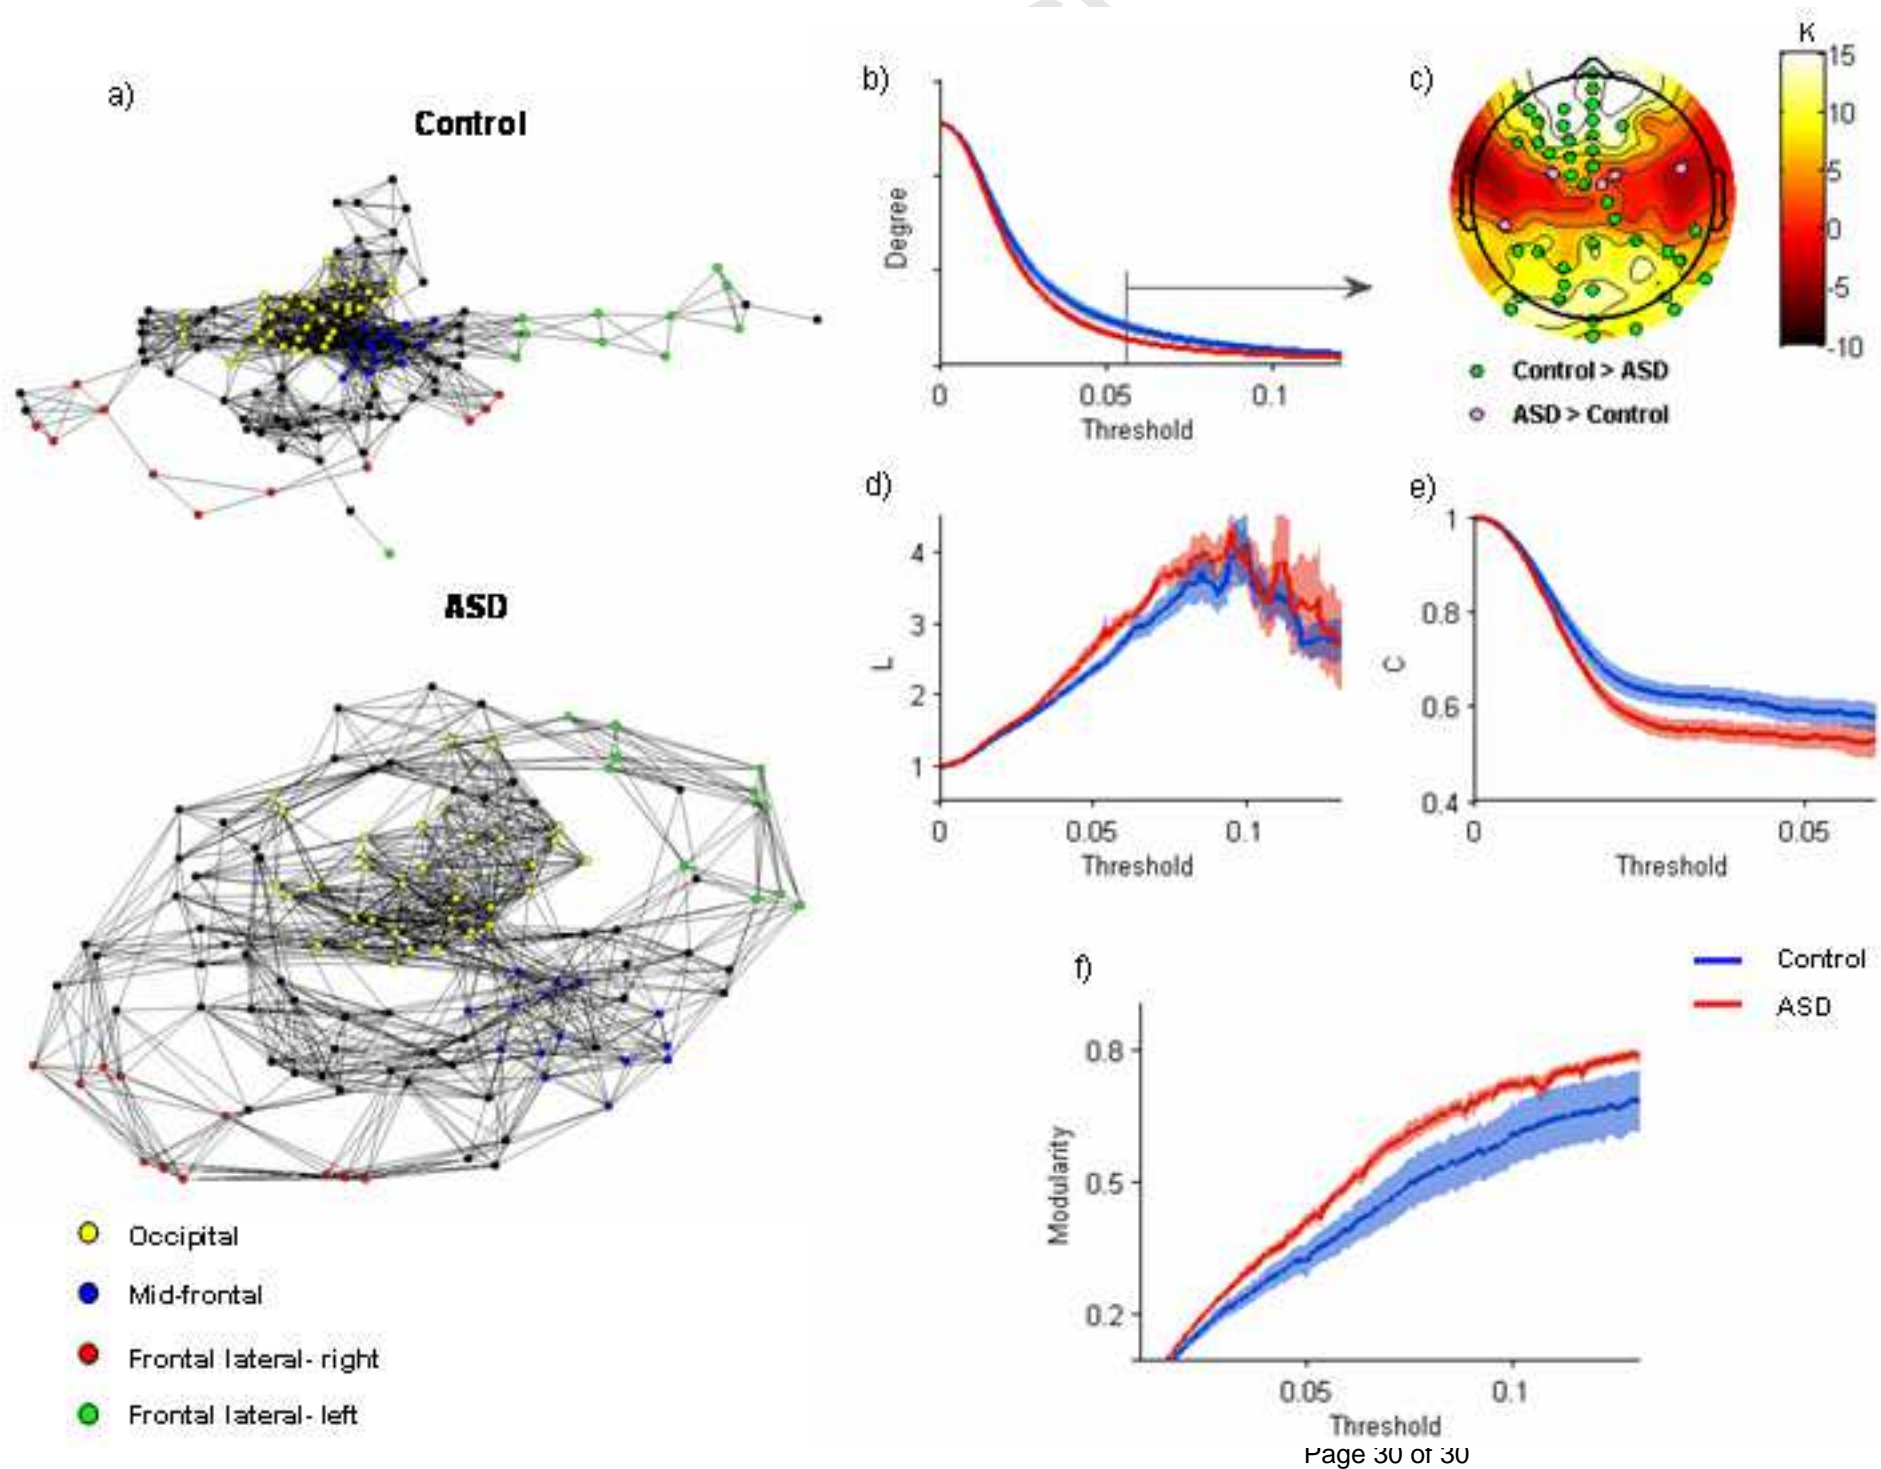 a)
Control
ASD
Occipital
Mid-frontal
Frontal lateral- right
Frontal lateral- left
b)
Degree
0
0.05
0.1
Threshold
c)
K
15
10
5
0
-5
-10
Control > ASD
ASD > Control
d)
L
4
3
2
1
0
0.05
0.1
Threshold
e)
C
1
0.8
0.6
0.4
0
0.05
Threshold
f)
Control
ASD
Modularity
0.8
0.5
0.2
0.05
0.1
Threshold
Page 30 of 30